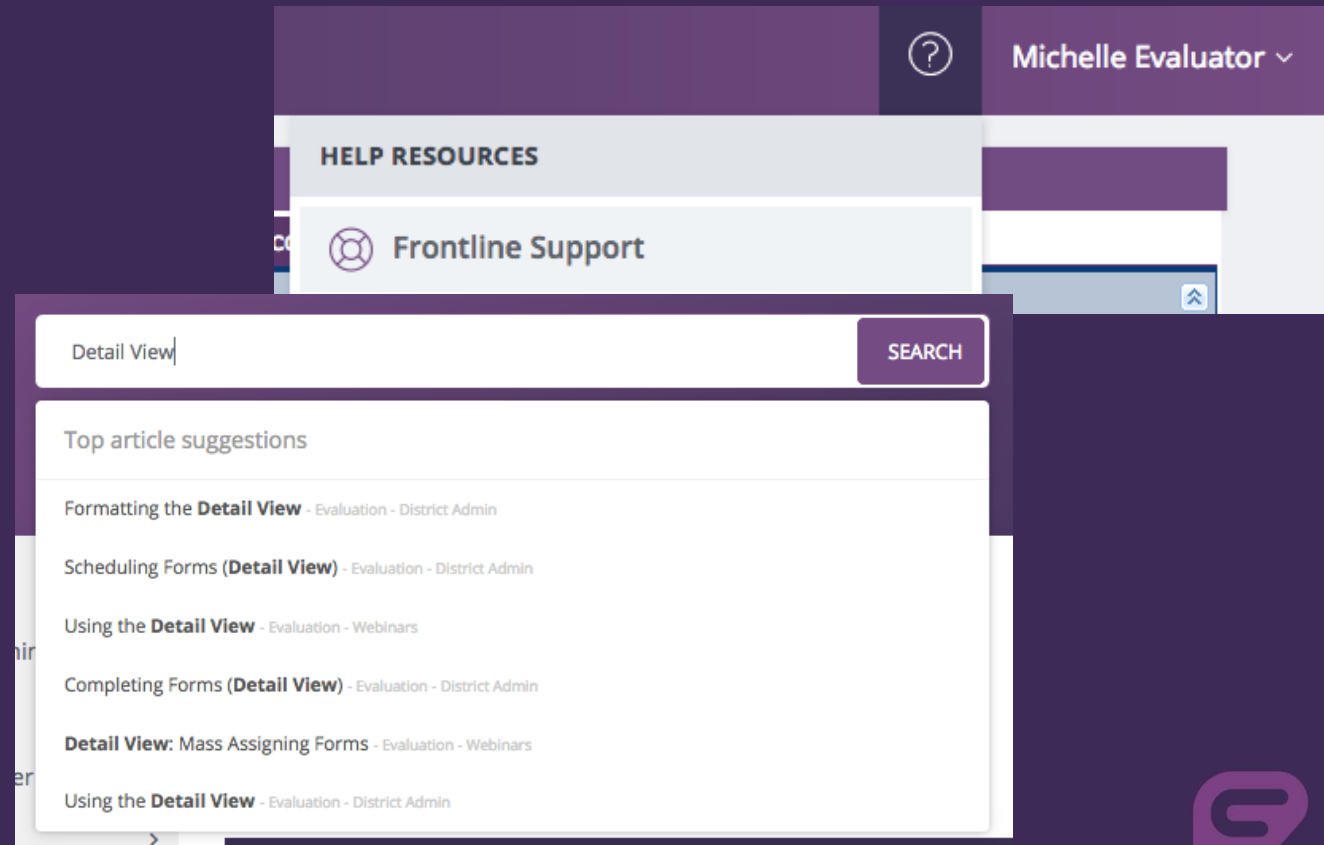 Michelle Evaluator
HELP RESOURCES
Frontline Support
Detail View
SEARCH
Top article suggestions
Formatting the Detail View - Evaluation - District Admin
Scheduling Forms (Detail View) - Evaluation - District Admin
Using the Detail View - Evaluation - Webinars
Completing Forms (Detail View) - Evaluation - District Admin
Detail View: Mass Assigning Forms - Evaluation - Webinars
Using the Detail View - Evaluation - District Admin